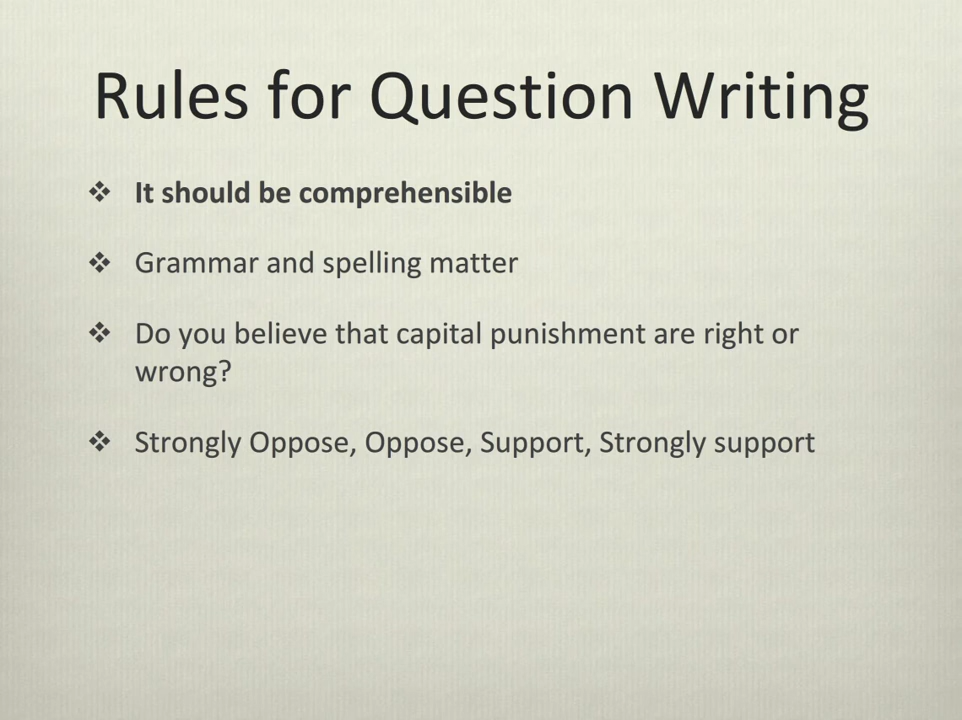 Rules for Question Writing
❖ It should be comprehensible
❖ Grammar and spelling matter
❖ Do you believe that capital punishment are right or
wrong?
❖ Strongly Oppose, Oppose, Support, Strongly support